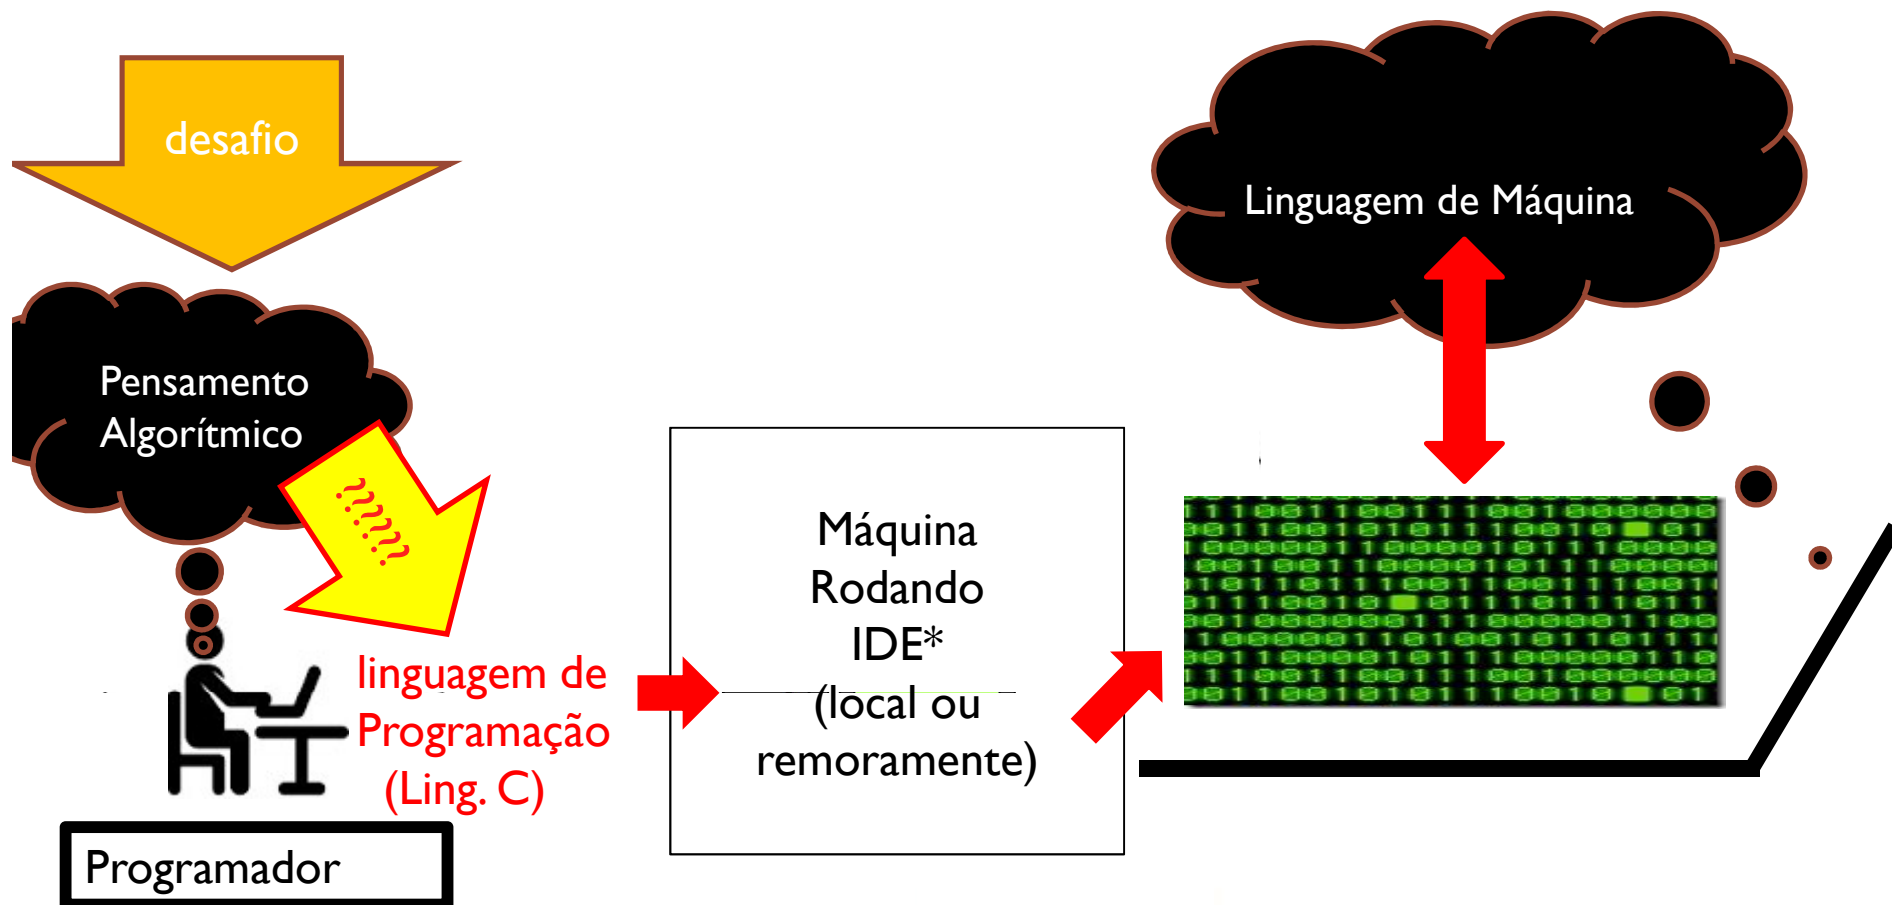 desafio
Linguagem de Máquina
Pensamento
Algorítmico
??????
linguagem de
Programação
(Ling. C)
Máquina
Rodando
IDE*
(local ou
remoramente)
Programador